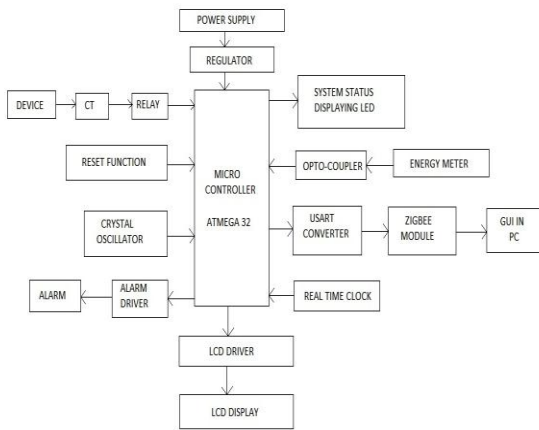 POWER SUPPLY
REGULATOR
DEVICE
CT
RELAY
SYSTEM STATUS
DISPLAYING LED
RESET FUNCTION
MICRO
CONTROLLER
ATMEGA 32
OPTO-COUPLER
ENERGY METER
CRYSTAL
OSCILLATOR
USART
CONVERTER
ZIGBEE
MODULE
GUI IN
PC
ALARM
ALARM
DRIVER
REAL TIME CLOCK
LCD DRIVER
LCD DISPLAY